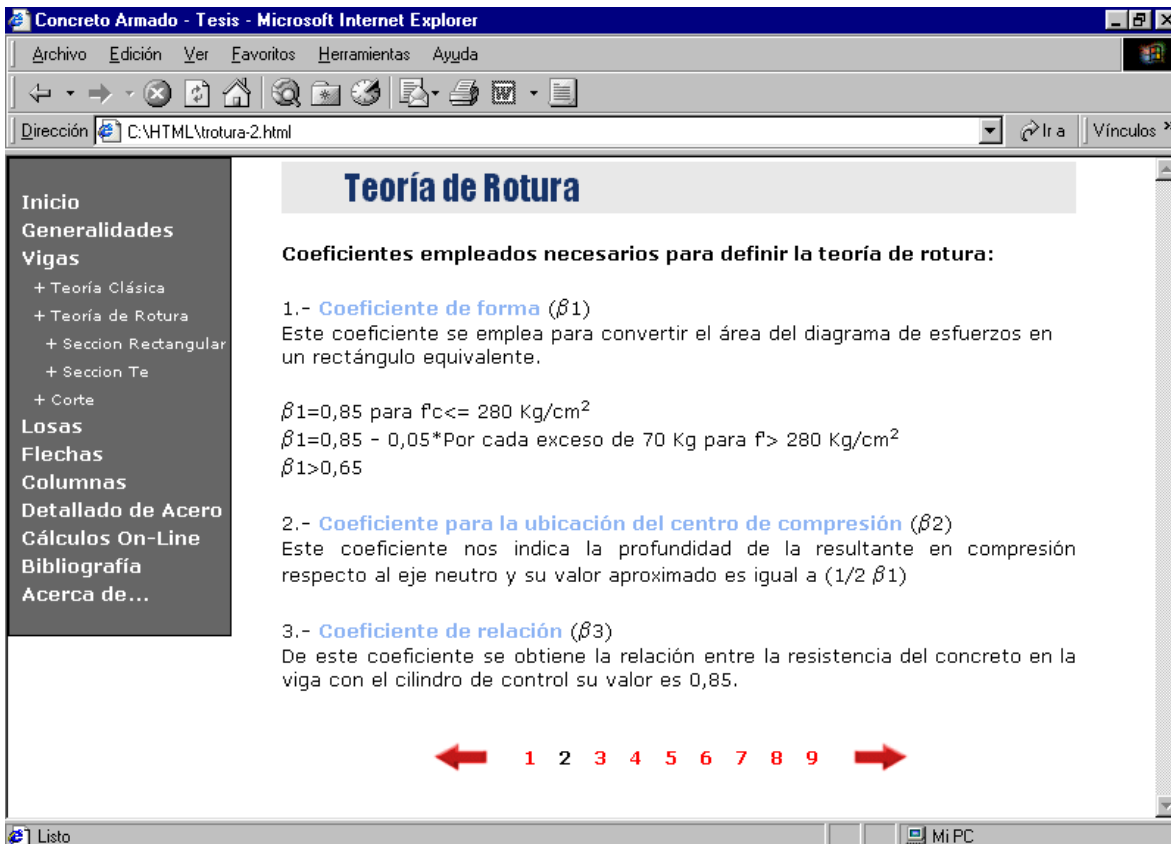 Concreto Armado - Tesis - Microsoft Internet Explorer
Archivo Edición Ver Favoritos Herramientas Ayuda
Dirección C:\HTML\trotura-2.html Ir a Vínculos »
Inicio
Generalidades
Vigas
+ Teoría Clásica
+ Teoría de Rotura
+ Seccion Rectangular
+ Seccion Te
+ Corte
Losas
Flechas
Columnas
Detallado de Acero
Cálculos On-Line
Bibliografía
Acerca de...
Teoría de Rotura
Coeficientes empleados necesarios para definir la teoría de rotura:
1.- Coeficiente de forma (β1)
Este coeficiente se emplea para convertir el área del diagrama de esfuerzos en
un rectángulo equivalente.
β1=0,85 para f'c<= 280 Kg/cm²
β1=0,85 - 0,05*Por cada exceso de 70 Kg para f'> 280 Kg/cm²
β1>0,65
2.- Coeficiente para la ubicación del centro de compresión (β2)
Este coeficiente nos indica la profundidad de la resultante en compresión
respecto al eje neutro y su valor aproximado es igual a (1/2 β1)
3.- Coeficiente de relación (β3)
De este coeficiente se obtiene la relación entre la resistencia del concreto en la
viga con el cilindro de control su valor es 0,85.
1 2 3 4 5 6 7 8 9
Listo Mi PC